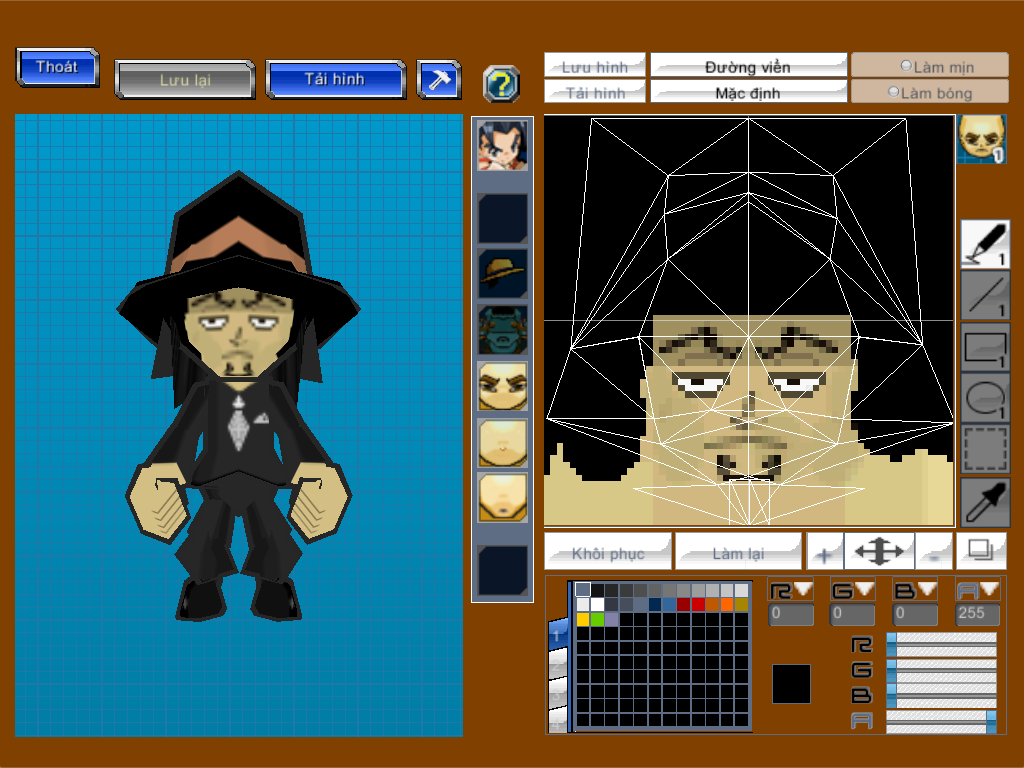 Thoát
Lưu lại
Tải hình
?
Lưu hình
Đường viền
Làm mịn
Tải hình
Mặc định
Làm bóng
1
1
1
1
1
Khôi phục
Làm lại
+
-
R G B A
0 0 0 255
1
R
G
B
A